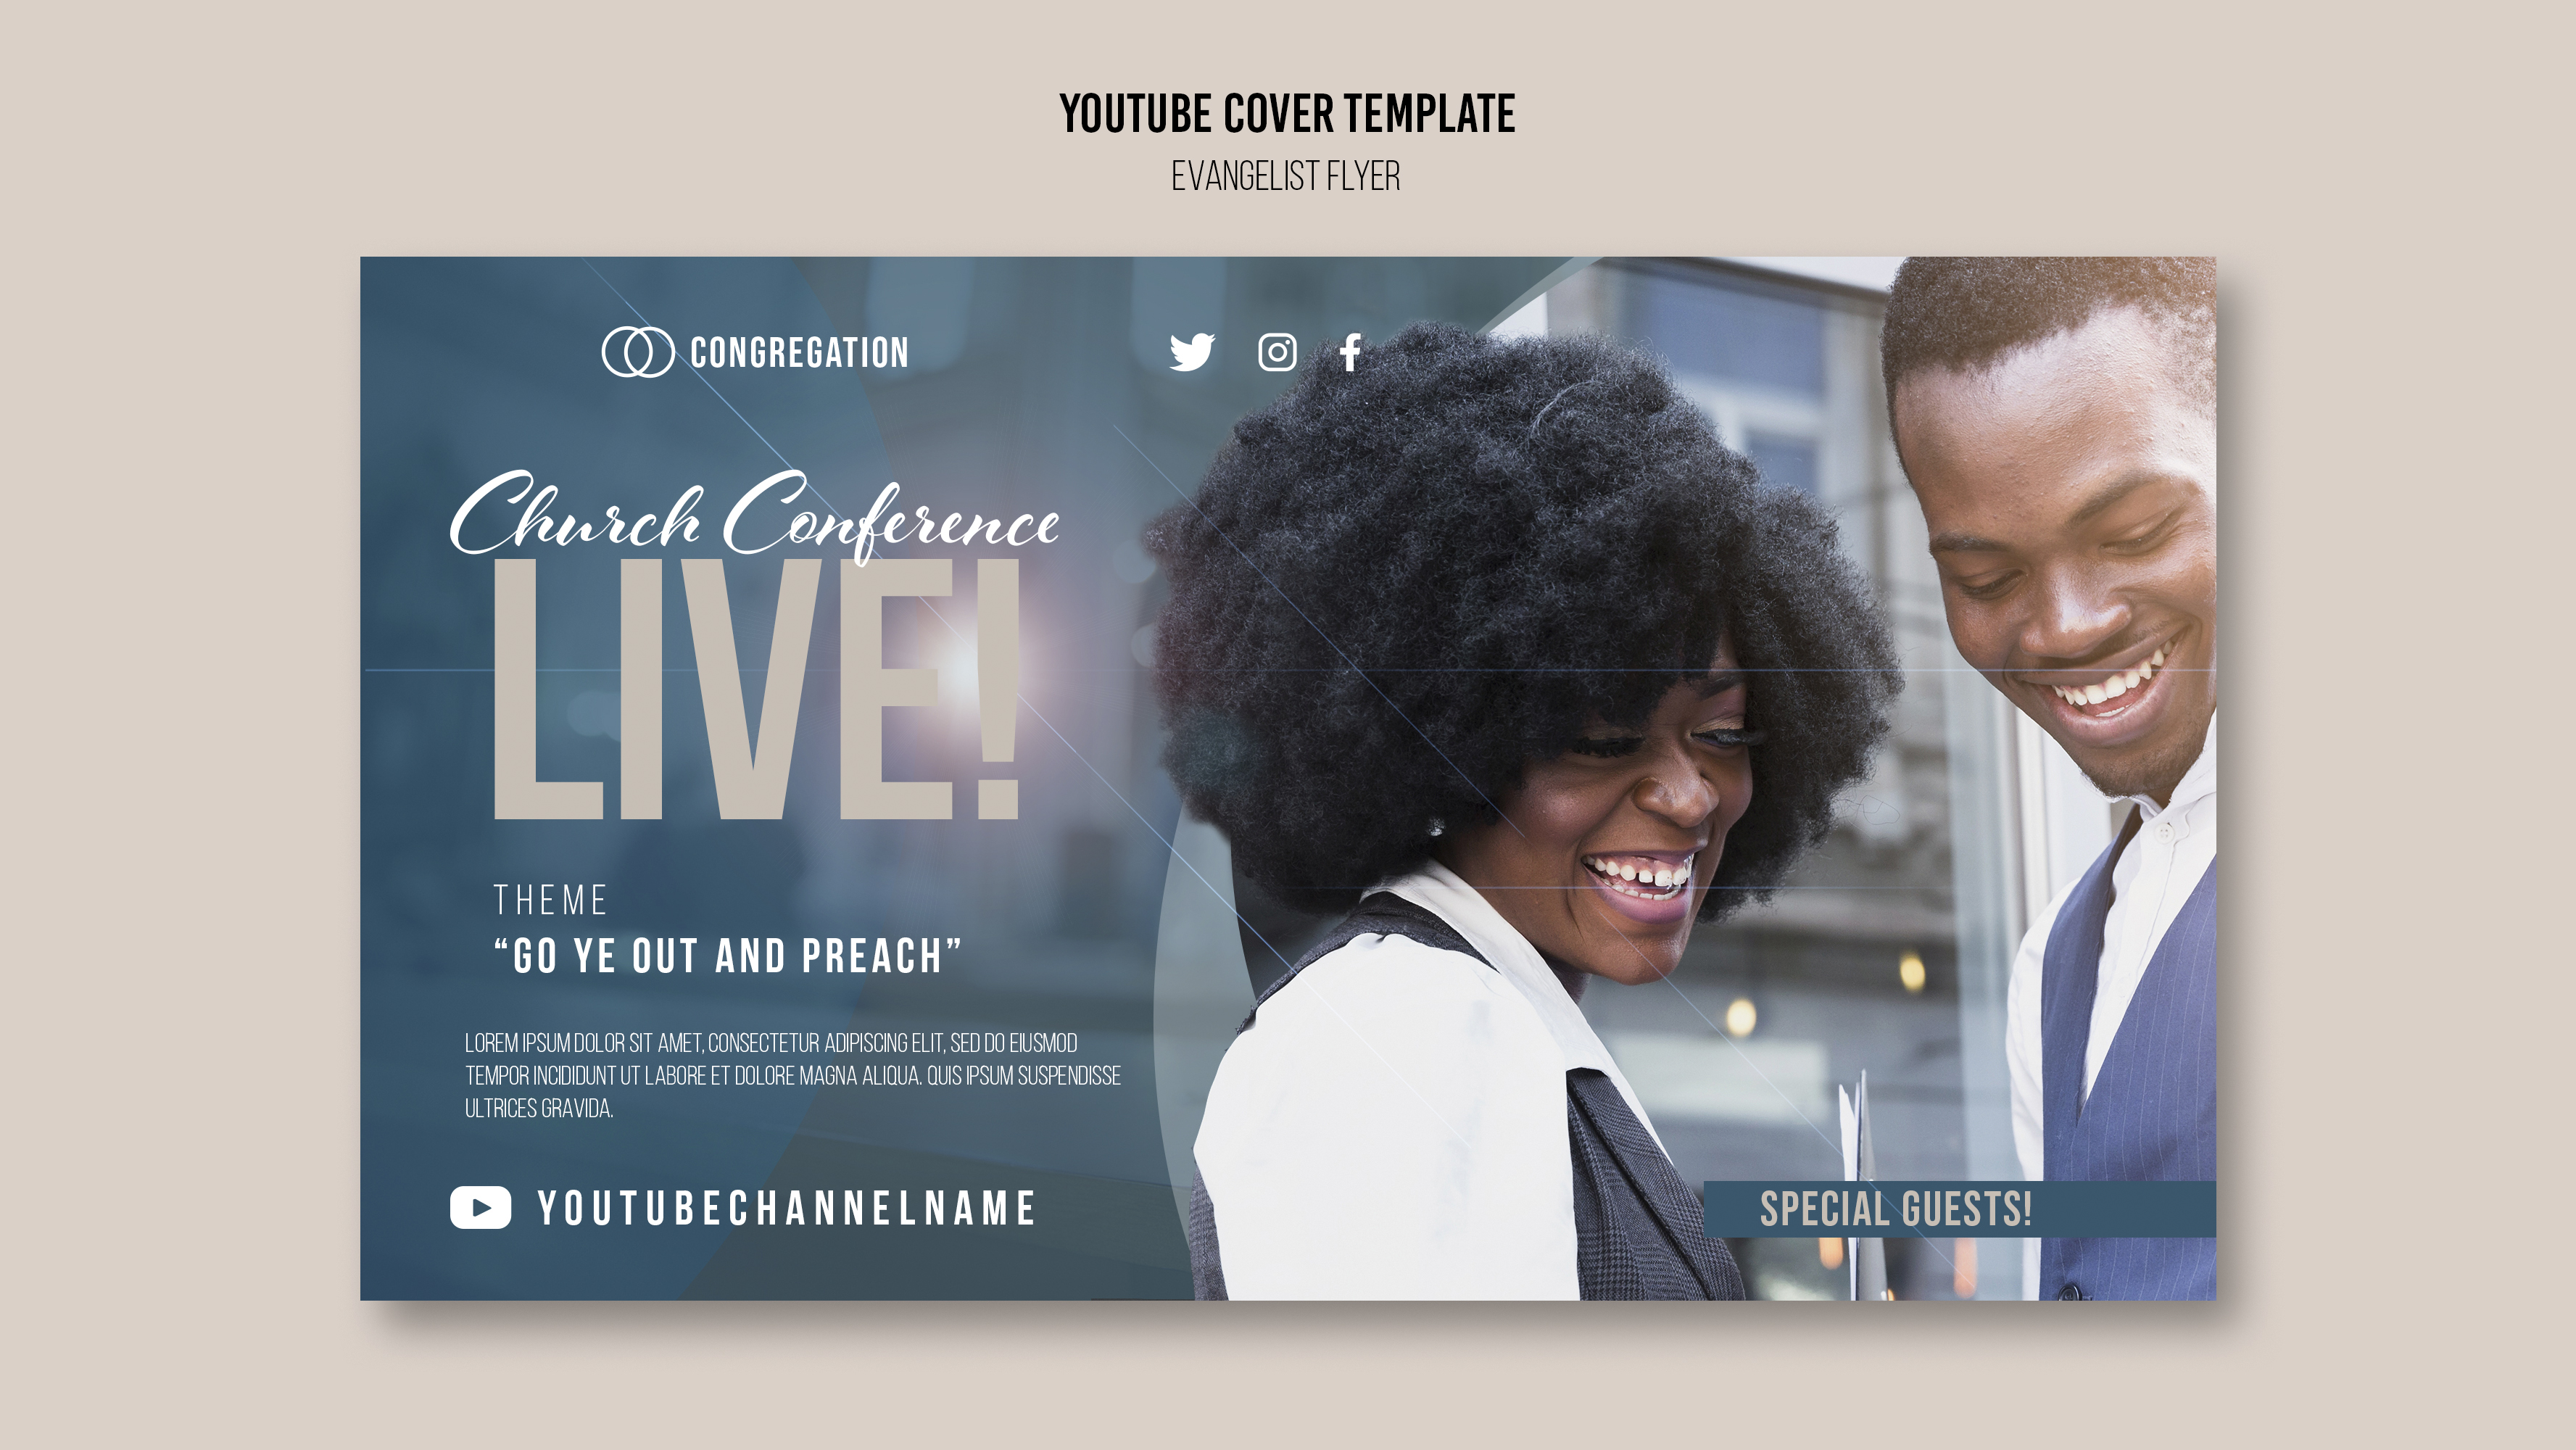 YOUTUBE COVER TEMPLATE
EVANGELIST FLYER
CONGREGATION
Church Conference
LIVE!
THEME
“GO YE OUT AND PREACH”
LOREM IPSUM DOLOR SIT AMET, CONSECTETUR ADIPISCING ELIT, SED DO EIUSMOD
TEMPOR INCIDIDUNT UT LABORE ET DOLORE MAGNA ALIQUA. QUIS IPSUM SUSPENDISSE
ULTRICES GRAVIDA.
YOUTUBECHANNELNAME
SPECIAL GUESTS!